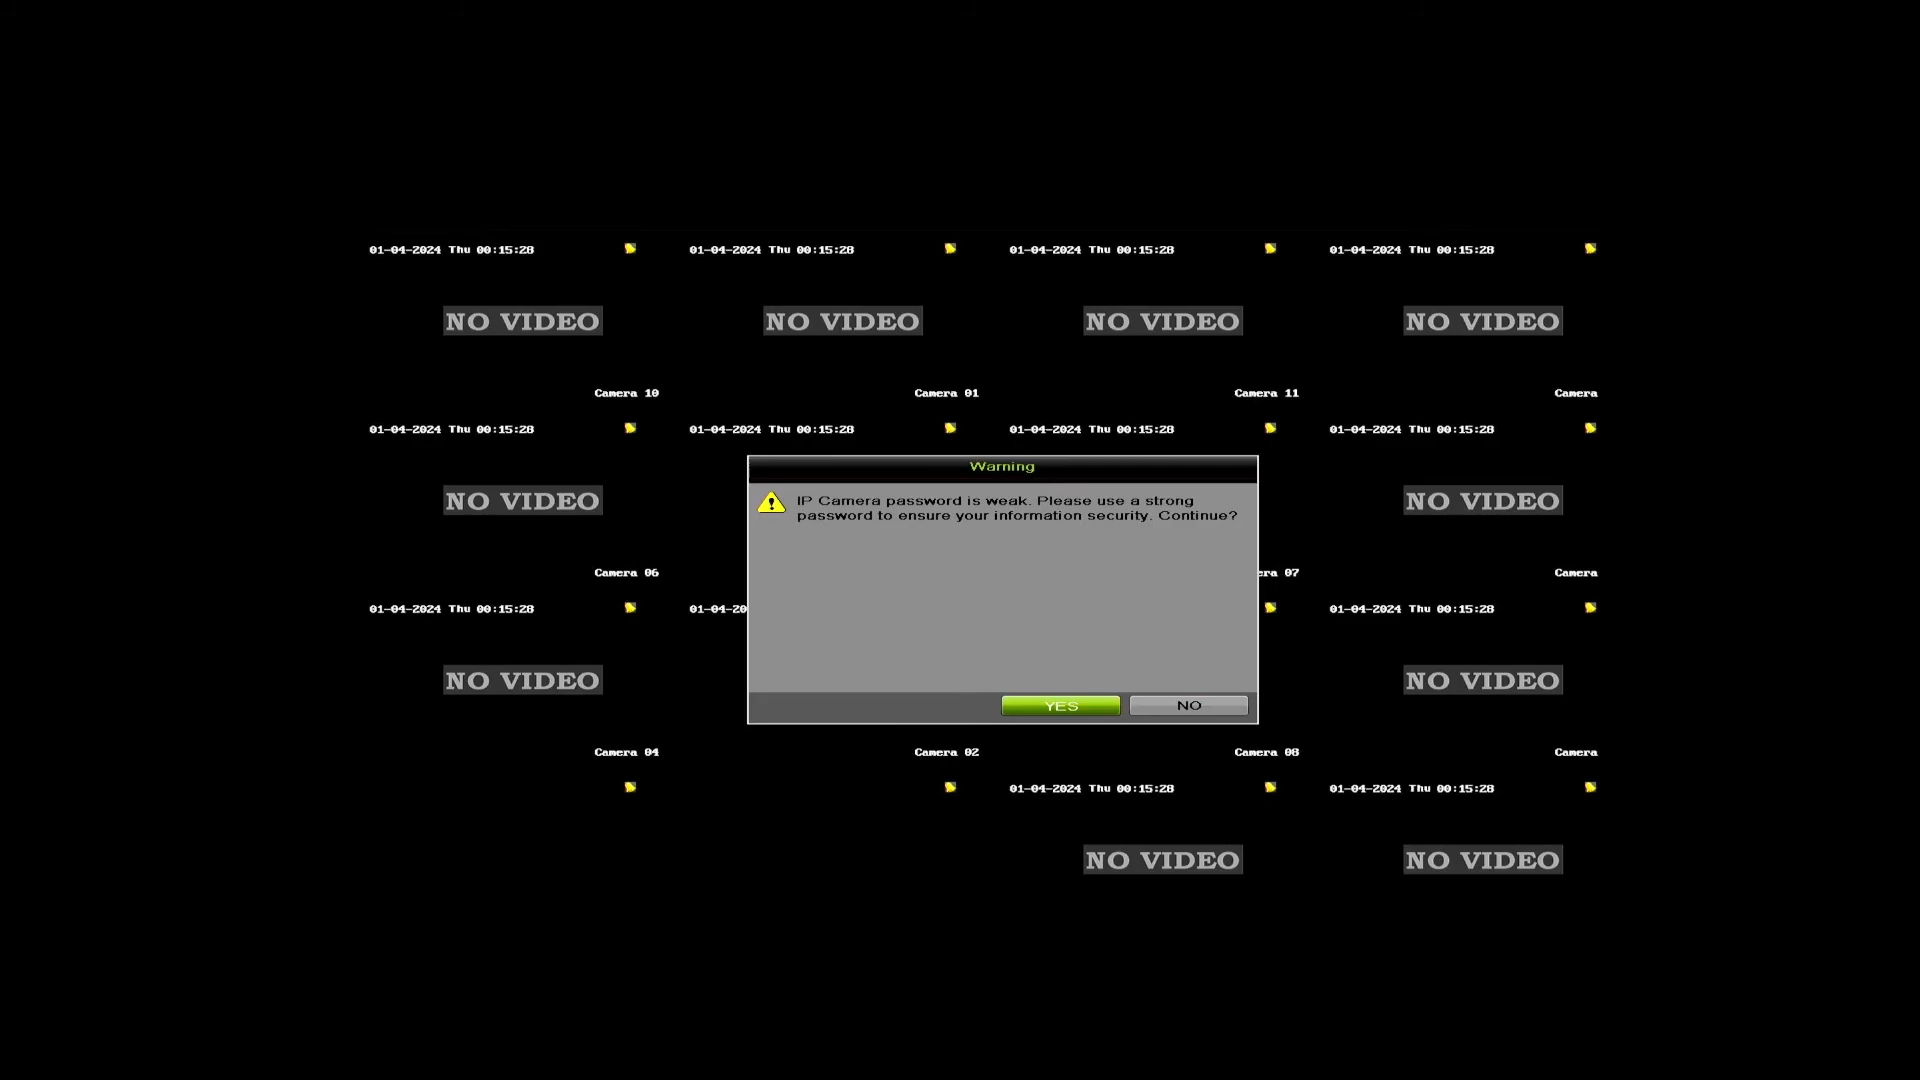 01-04-2024 Thu 00:15:28
01-04-2024 Thu 00:15:28
01-04-2024 Thu 00:15:28
01-04-2024 Thu 00:15:28
NO VIDEO
NO VIDEO
NO VIDEO
NO VIDEO
Camera 10
Camera 01
Camera 11
Camera
01-04-2024 Thu 00:15:28
01-04-2024 Thu 00:15:28
01-04-2024 Thu 00:15:28
01-04-2024 Thu 00:15:28
Warning
IP Camera password is weak. Please use a strong
password to ensure your information security. Continue?
NO VIDEO
NO VIDEO
Camera 06
era 07
Camera
01-04-2024 Thu 00:15:28
01-04-20
01-04-2024 Thu 00:15:28
NO VIDEO
NO VIDEO
YES
NO
Camera 04
Camera 02
Camera 08
Camera
01-04-2024 Thu 00:15:28
01-04-2024 Thu 00:15:28
NO VIDEO
NO VIDEO